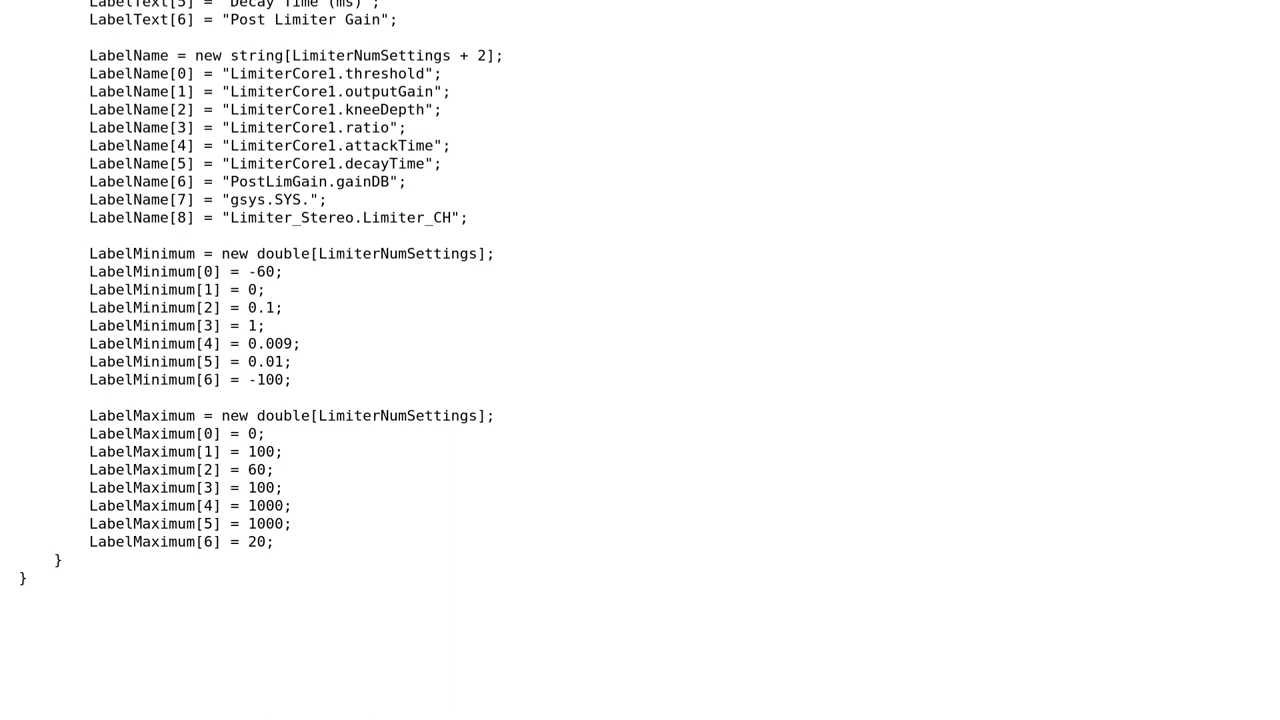 LabelText[5] = "Decay Time (ms)";
LabelText[6] = "Post Limiter Gain";
LabelName = new string[LimiterNumSettings + 2];
LabelName[0] = "LimiterCore1.threshold";
LabelName[1] = "LimiterCore1.outputGain";
LabelName[2] = "LimiterCore1.kneeDepth";
LabelName[3] = "LimiterCore1.ratio";
LabelName[4] = "LimiterCore1.attackTime";
LabelName[5] = "LimiterCore1.decayTime";
LabelName[6] = "PostLimGain.gainDB";
LabelName[7] = "gsys.SYS.";
LabelName[8] = "Limiter_Stereo.Limiter_CH";
LabelMinimum = new double[LimiterNumSettings];
LabelMinimum[0] = -60;
LabelMinimum[1] = 0;
LabelMinimum[2] = 0.1;
LabelMinimum[3] = 1;
LabelMinimum[4] = 0.009;
LabelMinimum[5] = 0.01;
LabelMinimum[6] = -100;
LabelMaximum = new double[LimiterNumSettings];
LabelMaximum[0] = 0;
LabelMaximum[1] = 100;
LabelMaximum[2] = 60;
LabelMaximum[3] = 100;
LabelMaximum[4] = 1000;
LabelMaximum[5] = 1000;
LabelMaximum[6] = 20;
}
}